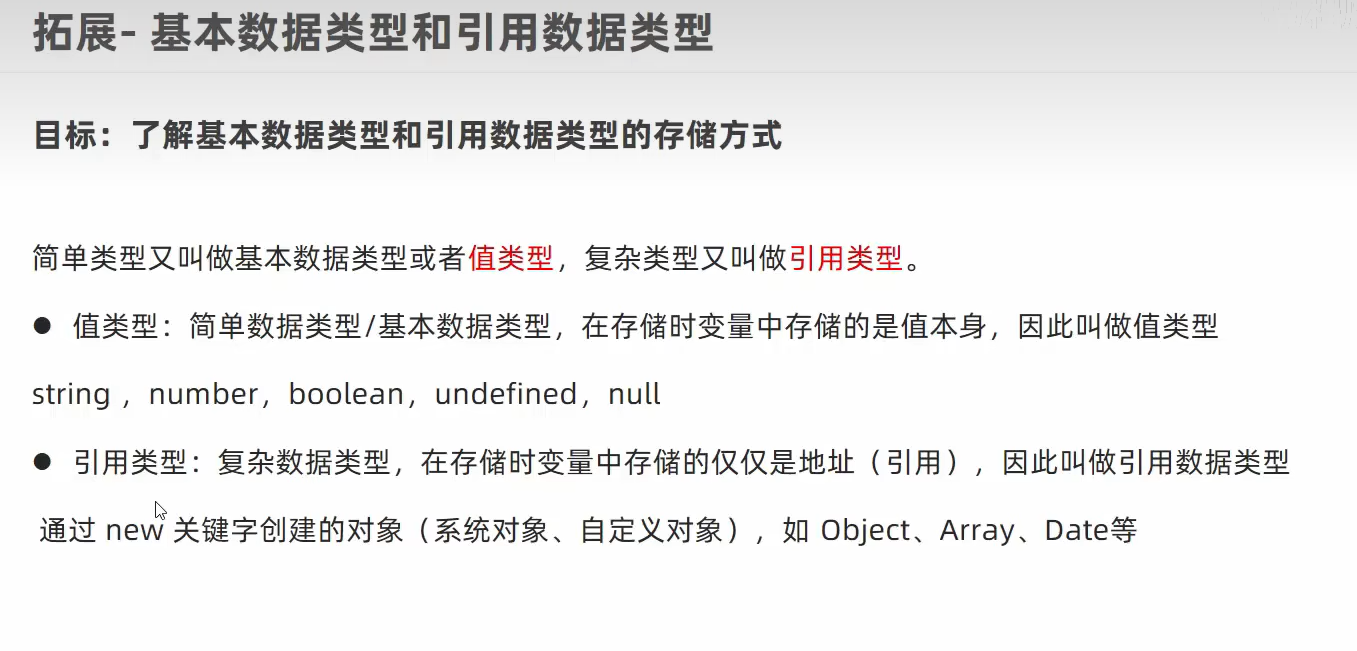 拓展- 基本数据类型和引用数据类型
目标：了解基本数据类型和引用数据类型的存储方式
简单类型又叫做基本数据类型或者值类型，复杂类型又叫做引用类型。
● 值类型：简单数据类型/基本数据类型，在存储时变量中存储的是值本身，因此叫做值类型
string ，number，boolean，undefined，null
● 引用类型：复杂数据类型，在存储时变量中存储的仅仅是地址（引用），因此叫做引用数据类型
通过 new 关键字创建的对象（系统对象、自定义对象），如 Object、Array、Date等